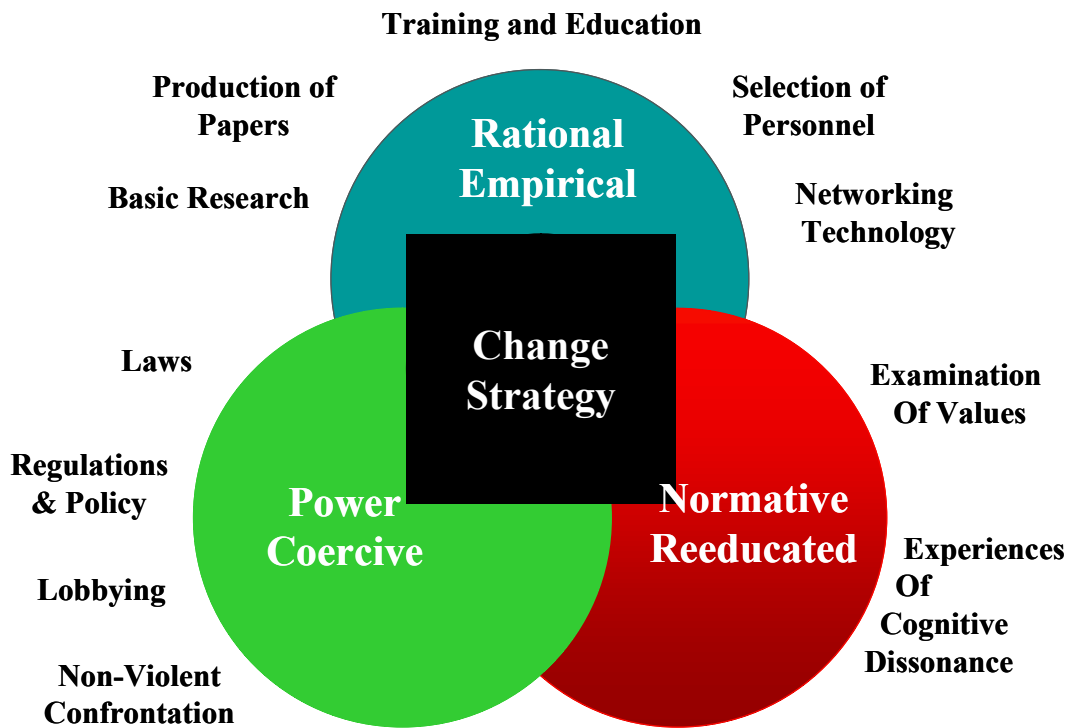 Training and Education
Production of
Papers
Selection of
Personnel
Rational
Empirical
Basic Research
Networking
Technology
Change
Strategy
Laws
Examination
Of Values
Regulations
& Policy
Power
Coercive
Normative
Reeducated
Experiences
Of
Cognitive
Dissonance
Lobbying
Non-Violent
Confrontation